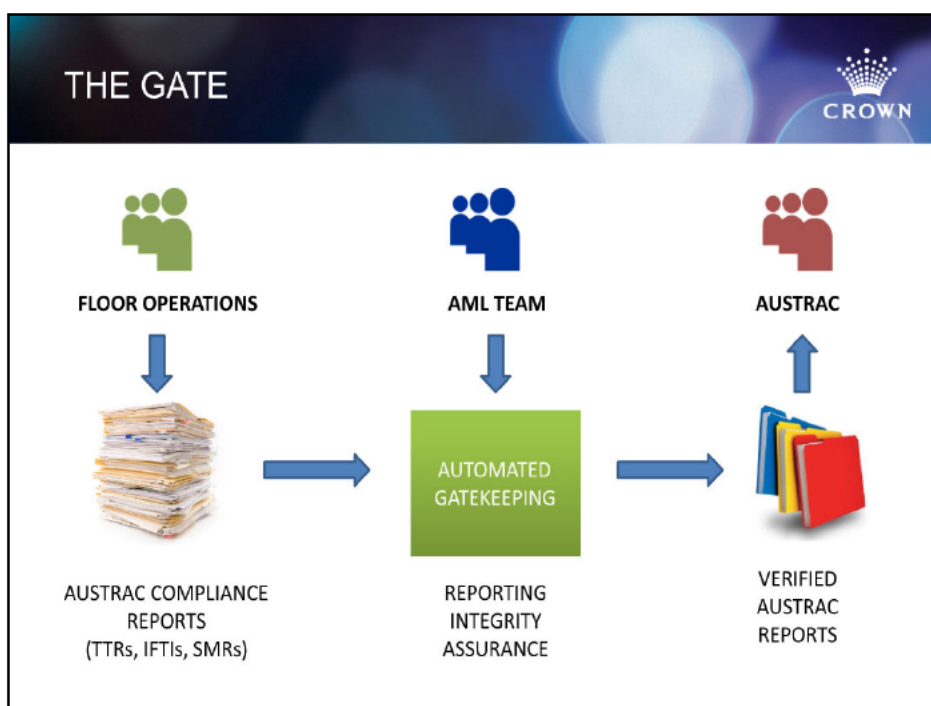 THE GATE
CROWN
FLOOR OPERATIONS
AML TEAM
AUSTRAC
AUTOMATED
GATEKEEPING
AUSTRAC COMPLIANCE
REPORTS
(TTRs, IFTIs, SMRs)
REPORTING
INTEGRITY
ASSURANCE
VERIFIED
AUSTRAC
REPORTS